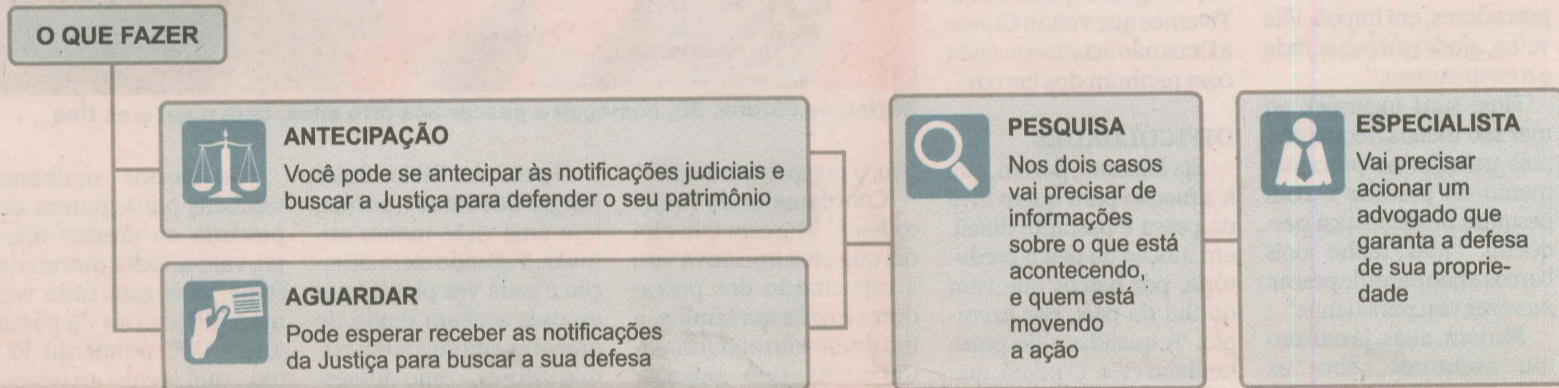 O QUE FAZER
ANTECIPAÇÃO
Você pode se antecipar às notificações judiciais e
buscar a Justiça para defender o seu patrimônio
AGUARDAR
Pode esperar receber as notificações
da Justiça para buscar a sua defesa
PESQUISA
Nos dois casos
vai precisar de
informações
sobre o que está
acontecendo,
e quem está
movendo
a ação
ESPECIALISTA
Vai precisar
acionar um
advogado que
garanta a defesa
de sua proprie-
dade